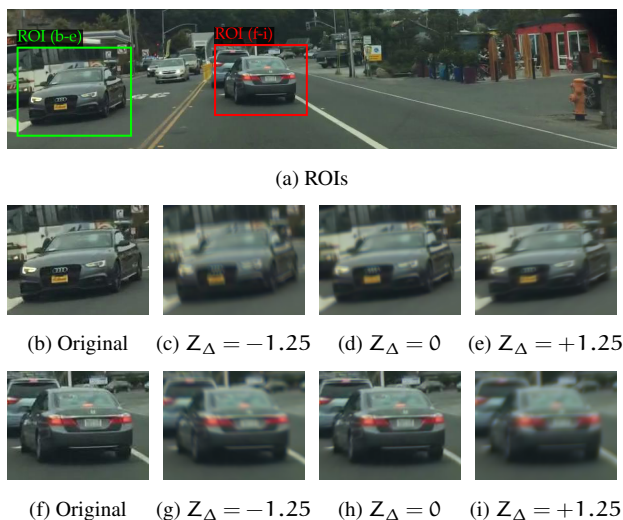 ROI (b-e)
ROI (f-i)
(a) ROIs
(b) Original (c) Z_Δ = −1.25 (d) Z_Δ = 0 (e) Z_Δ = +1.25
(f) Original (g) Z_Δ = −1.25 (h) Z_Δ = 0 (i) Z_Δ = +1.25